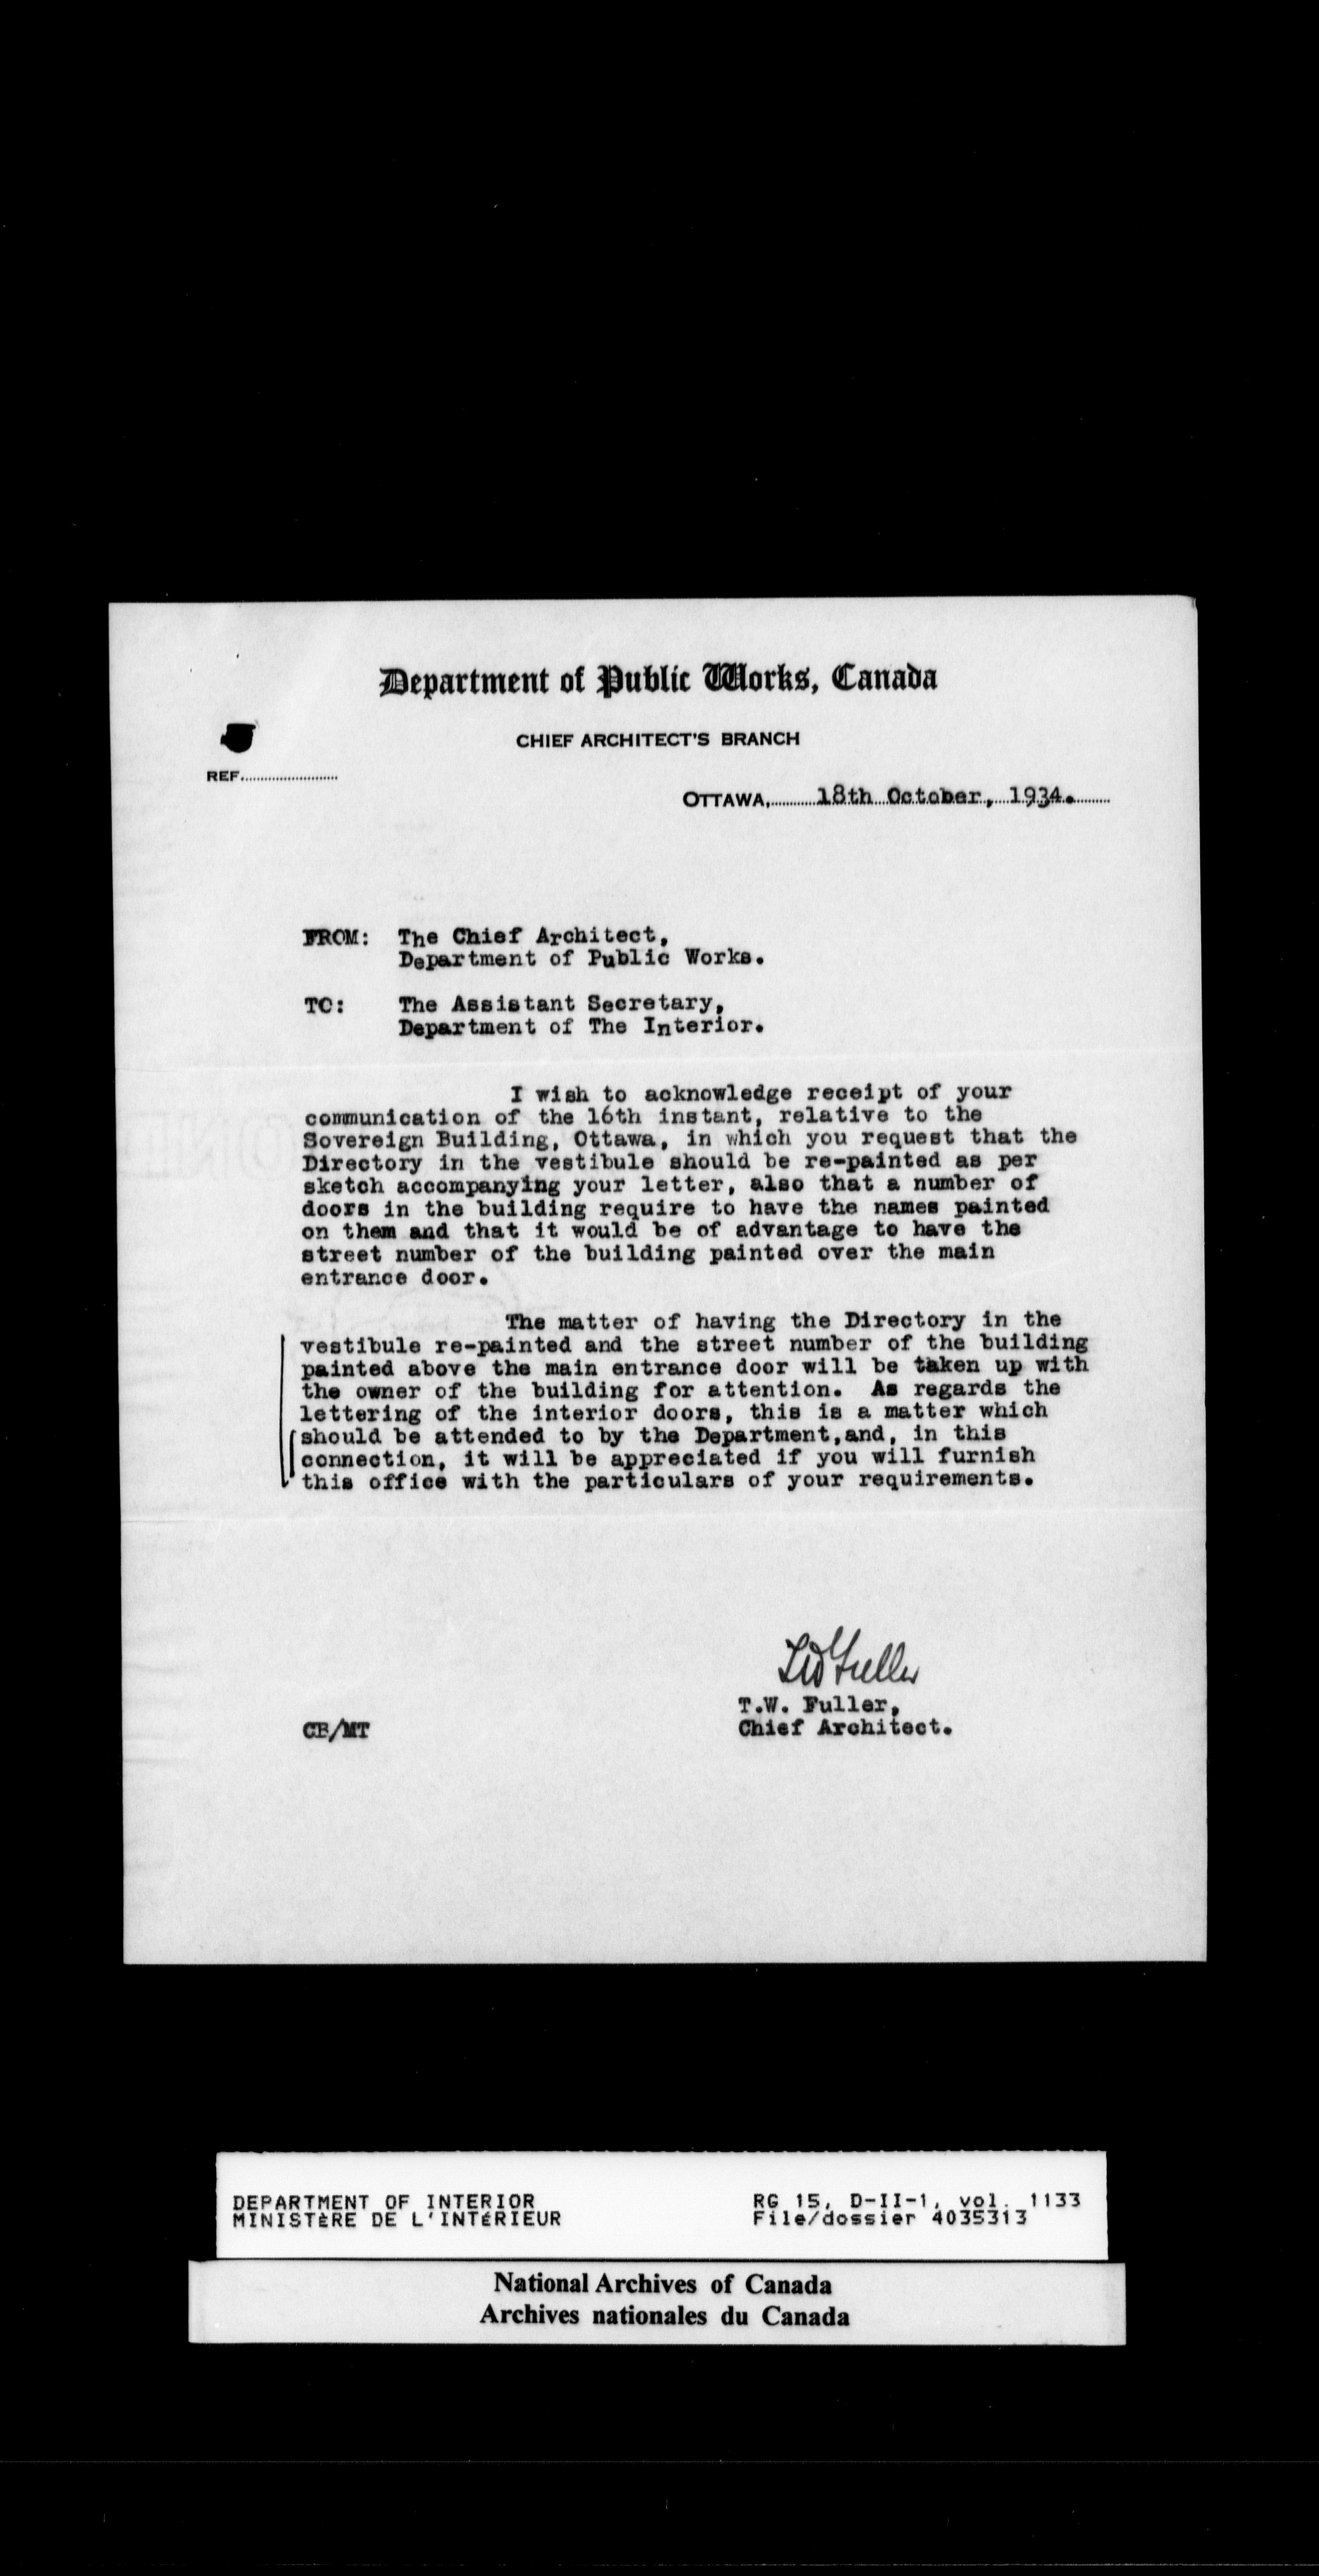 Department of Public Works, Canada
CHIEF ARCHITECT'S BRANCH
REF........................
OTTAWA, 18th October, 1934.
FROM: The Chief Architect,
Department of Public Works.
TO: The Assistant Secretary,
Department of The Interior.
I wish to acknowledge receipt of your
communication of the 16th instant, relative to the
Sovereign Building, Ottawa, in which you request that the
Directory in the vestibule should be re-painted as per
sketch accompanying your letter, also that a number of
doors in the building require to have the names painted
on them and that it would be of advantage to have the
street number of the building painted over the main
entrance door.
The matter of having the Directory in the
vestibule re-painted and the street number of the building
painted above the main entrance door will be taken up with
the owner of the building for attention. As regards the
lettering of the interior doors, this is a matter which
should be attended to by the Department,and, in this
connection, it will be appreciated if you will furnish
this office with the particulars of your requirements.
TW Fuller
T.W. Fuller,
Chief Architect.
CB/MT
DEPARTMENT OF INTERIOR
MINISTÈRE DE L'INTÉRIEUR
RG 15, D-II-1, vol. 1133
File/dossier 4035313
National Archives of Canada
Archives nationales du Canada